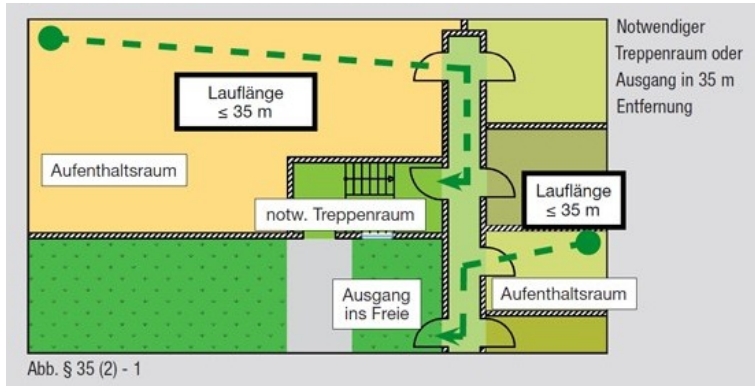 Notwendiger
Treppenraum oder
Ausgang in 35 m
Entfernung
Lauflänge
≤ 35 m
Aufenthaltsraum
notw. Treppenraum
Lauflänge
≤ 35 m
Ausgang
ins Freie
Aufenthaltsraum
Abb. § 35 (2) - 1